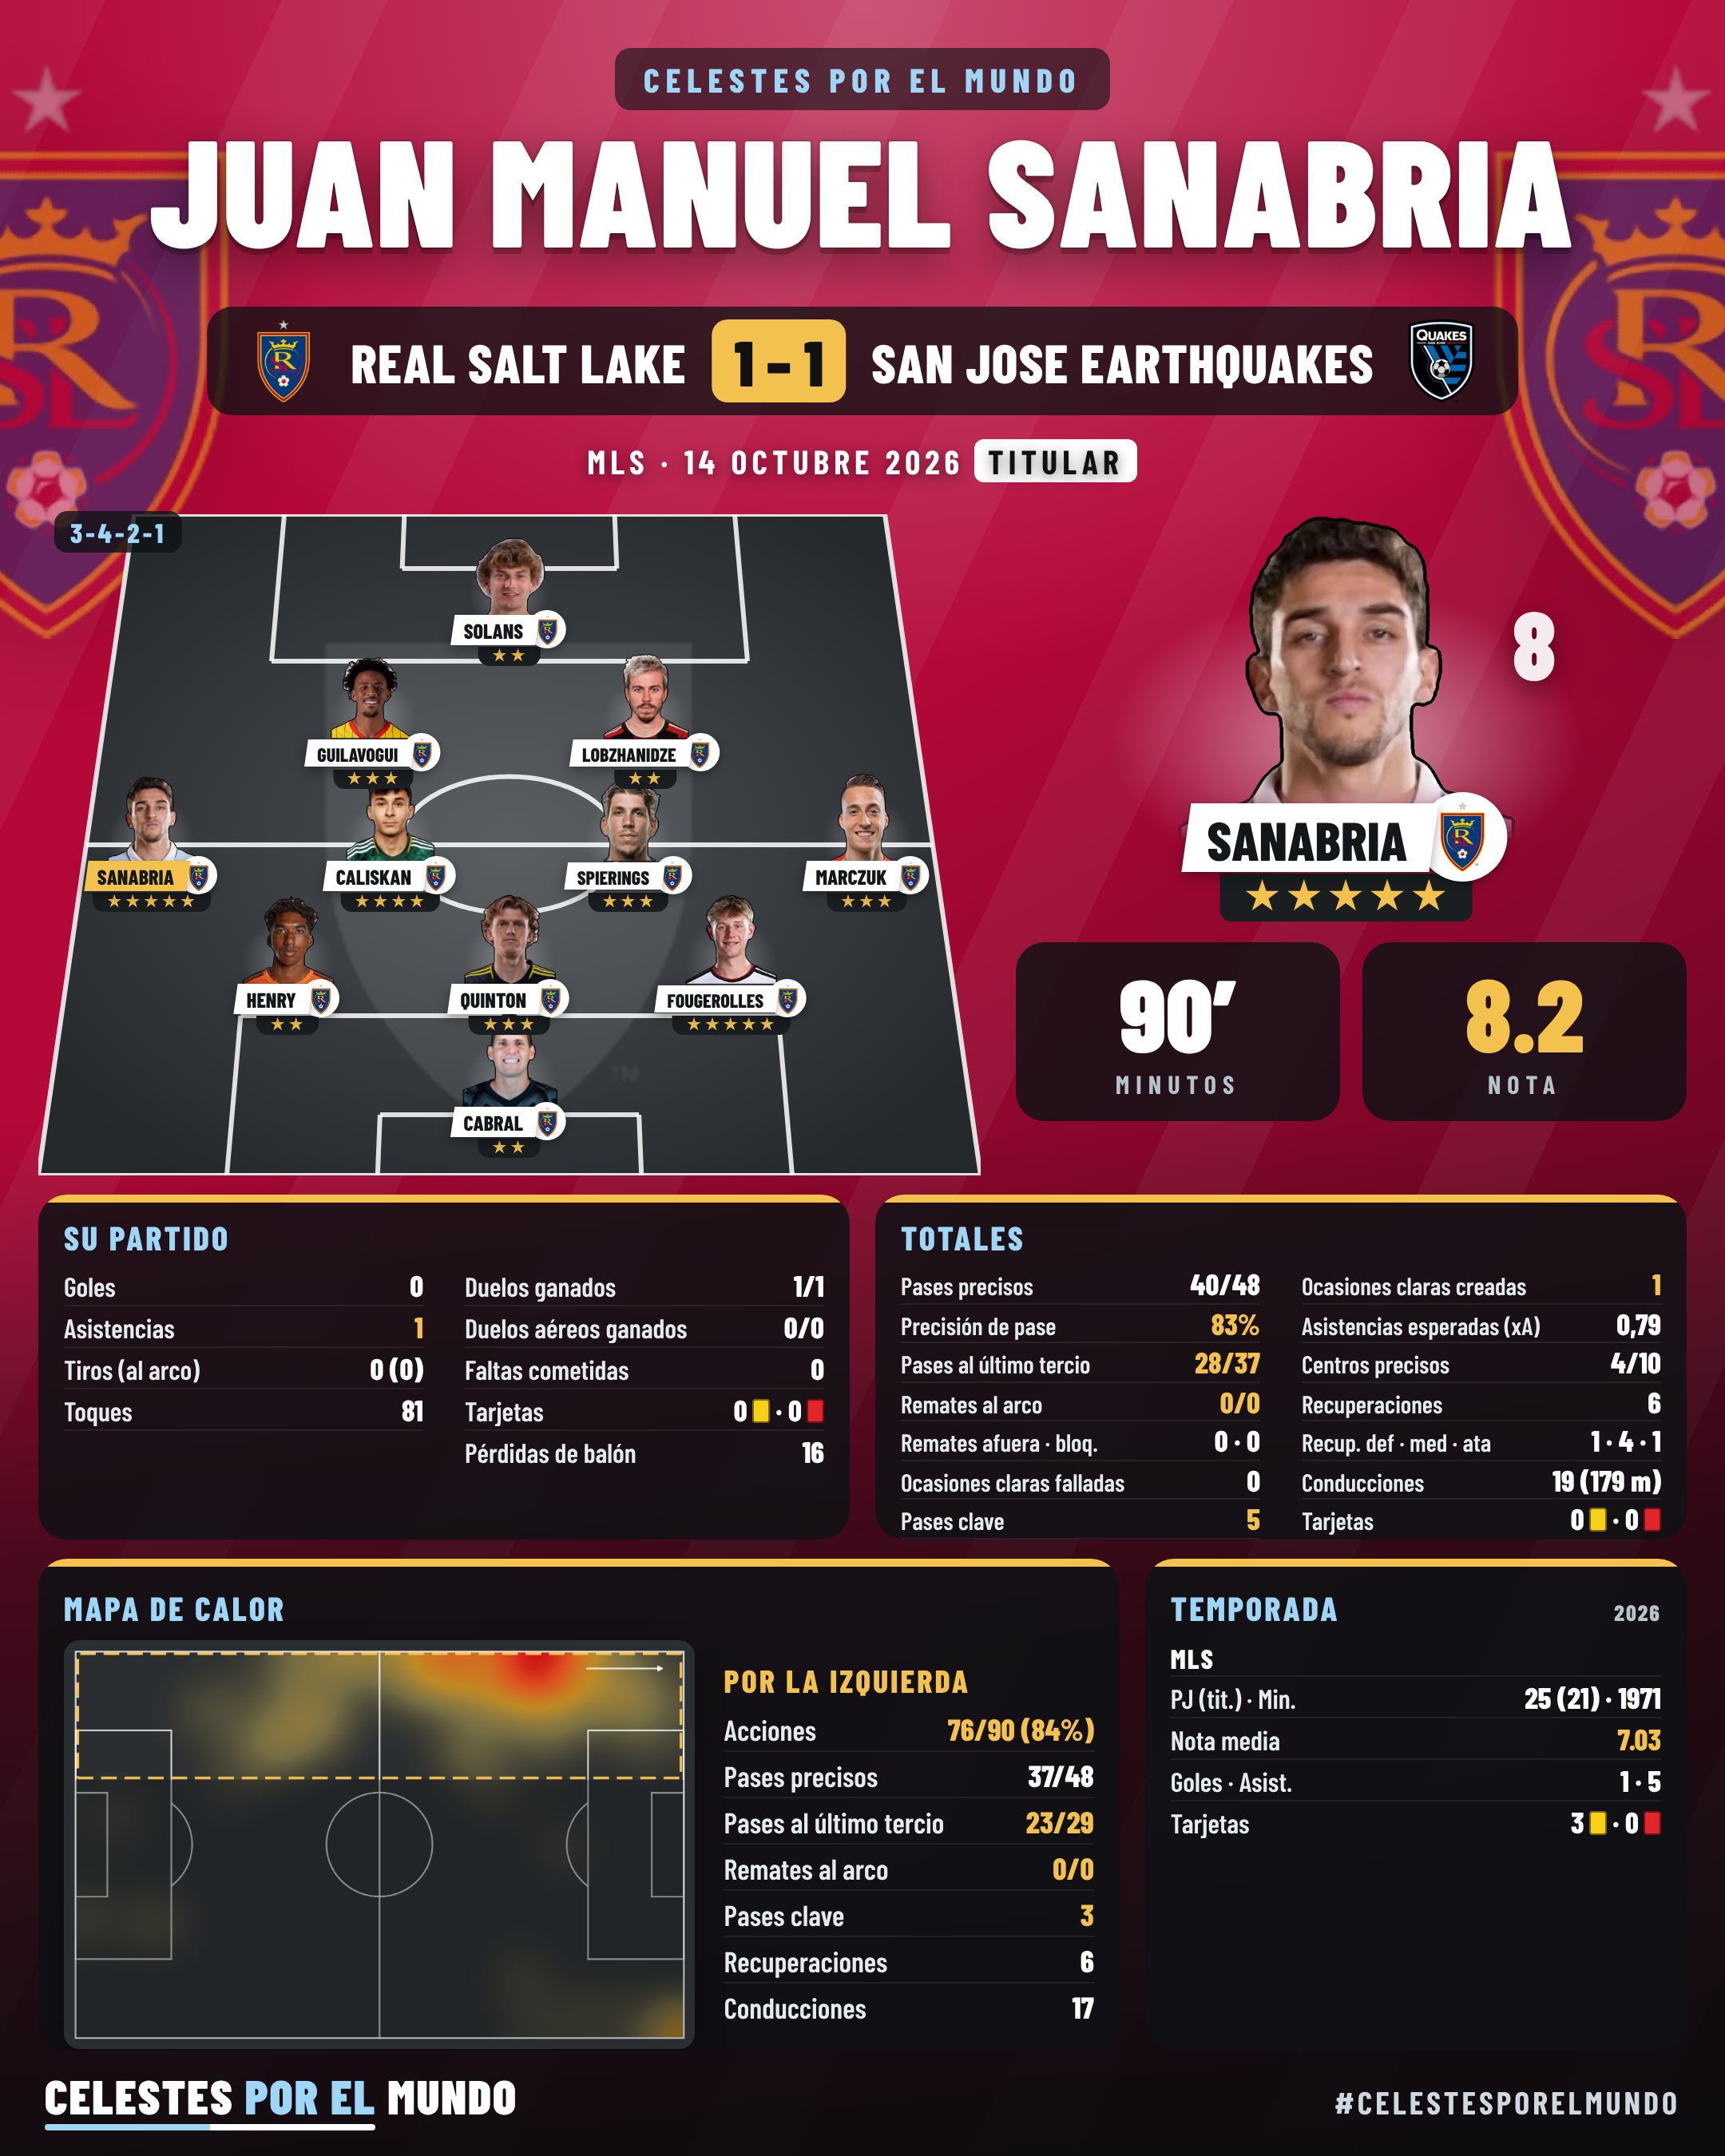 CELESTES POR EL MUNDO
JUAN MANUEL SANABRIA
REAL SALT LAKE 1-1 SAN JOSE EARTHQUAKES
QUAKES
MLS · 14 OCTUBRE 2026 TITULAR
3-4-2-1
SOLANS
GUILAVOGUI
LOBZHANIDZE
SANABRIA
CALISKAN
SPIERINGS
MARCZUK
HENRY
QUINTON
FOUGEROLLES
TM
CABRAL
8
SANABRIA
90’
MINUTOS
8.2
NOTA
SU PARTIDO
Goles 0
Asistencias 1
Tiros (al arco) 0 (0)
Toques 81
Duelos ganados 1/1
Duelos aéreos ganados 0/0
Faltas cometidas 0
Tarjetas 0 · 0
Pérdidas de balón 16
TOTALES
Pases precisos 40/48
Precisión de pase 83%
Pases al último tercio 28/37
Remates al arco 0/0
Remates afuera · bloq. 0 · 0
Ocasiones claras falladas 0
Pases clave 5
Ocasiones claras creadas 1
Asistencias esperadas (xA) 0,79
Centros precisos 4/10
Recuperaciones 6
Recup. def · med · ata 1 · 4 · 1
Conducciones 19 (179 m)
Tarjetas 0 · 0
MAPA DE CALOR
POR LA IZQUIERDA
Acciones 76/90 (84%)
Pases precisos 37/48
Pases al último tercio 23/29
Remates al arco 0/0
Pases clave 3
Recuperaciones 6
Conducciones 17
TEMPORADA 2026
MLS
PJ (tit.) · Min. 25 (21) · 1971
Nota media 7.03
Goles · Asist. 1 · 5
Tarjetas 3 · 0
CELESTES POR EL MUNDO
#CELESTESPORELMUNDO